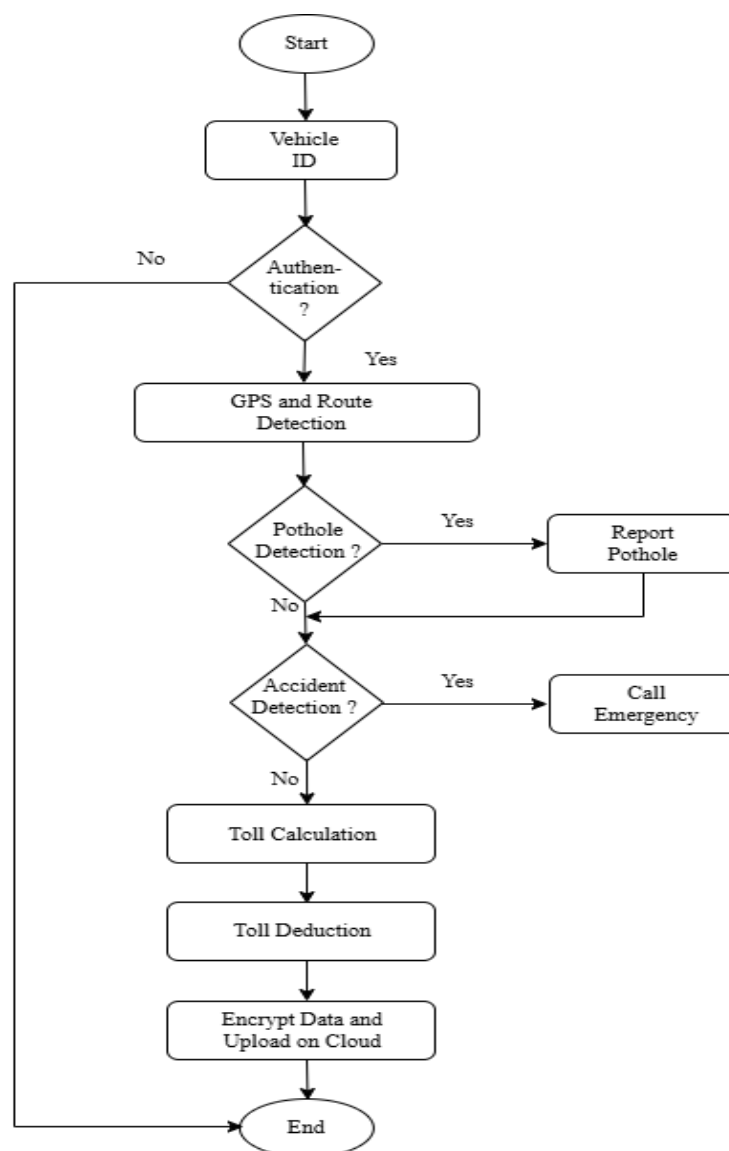 Start
Vehicle
ID
No
Authen-
tication
?
Yes
GPS and Route
Detection
Pothole
Detection ?
Yes
Report
Pothole
No
Accident
Detection ?
Yes
Call
Emergency
No
Toll Calculation
Toll Deduction
Encrypt Data and
Upload on Cloud
End